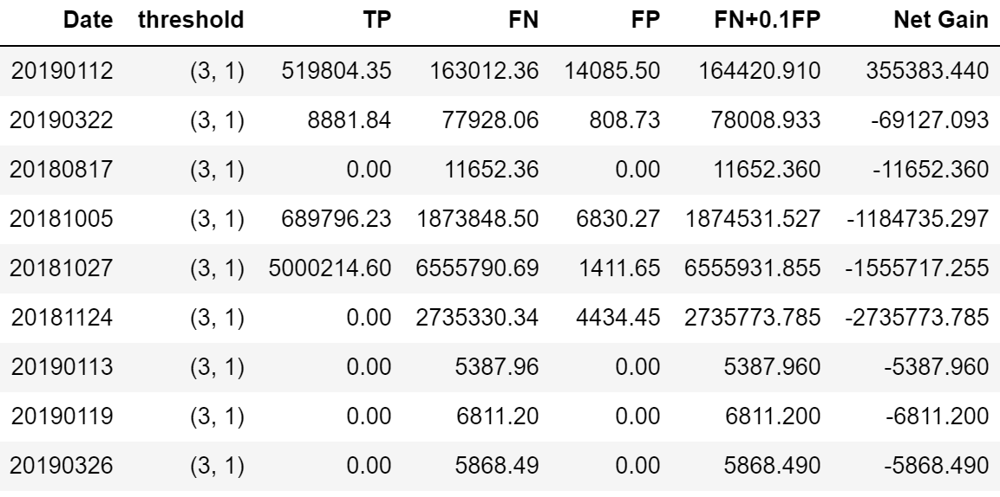 Date threshold TP FN FP FN+0.1FP Net Gain
20190112 (3, 1) 519804.35 163012.36 14085.50 164420.910 355383.440
20190322 (3, 1) 8881.84 77928.06 808.73 78008.933 -69127.093
20180817 (3, 1) 0.00 11652.36 0.00 11652.360 -11652.360
20181005 (3, 1) 689796.23 1873848.50 6830.27 1874531.527 -1184735.297
20181027 (3, 1) 5000214.60 6555790.69 1411.65 6555931.855 -1555717.255
20181124 (3, 1) 0.00 2735330.34 4434.45 2735773.785 -2735773.785
20190113 (3, 1) 0.00 5387.96 0.00 5387.960 -5387.960
20190119 (3, 1) 0.00 6811.20 0.00 6811.200 -6811.200
20190326 (3, 1) 0.00 5868.49 0.00 5868.490 -5868.490